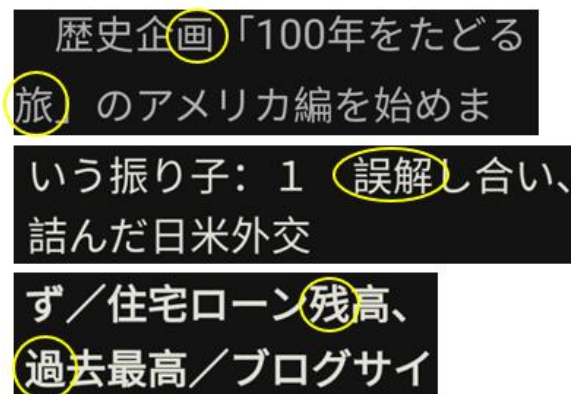 歴史企画「100年をたどる
旅」のアメリカ編を始めま
いう振り子：１　誤解し合い、
詰んだ日米外交
ず／住宅ローン残高、
過去最高／ブログサイ